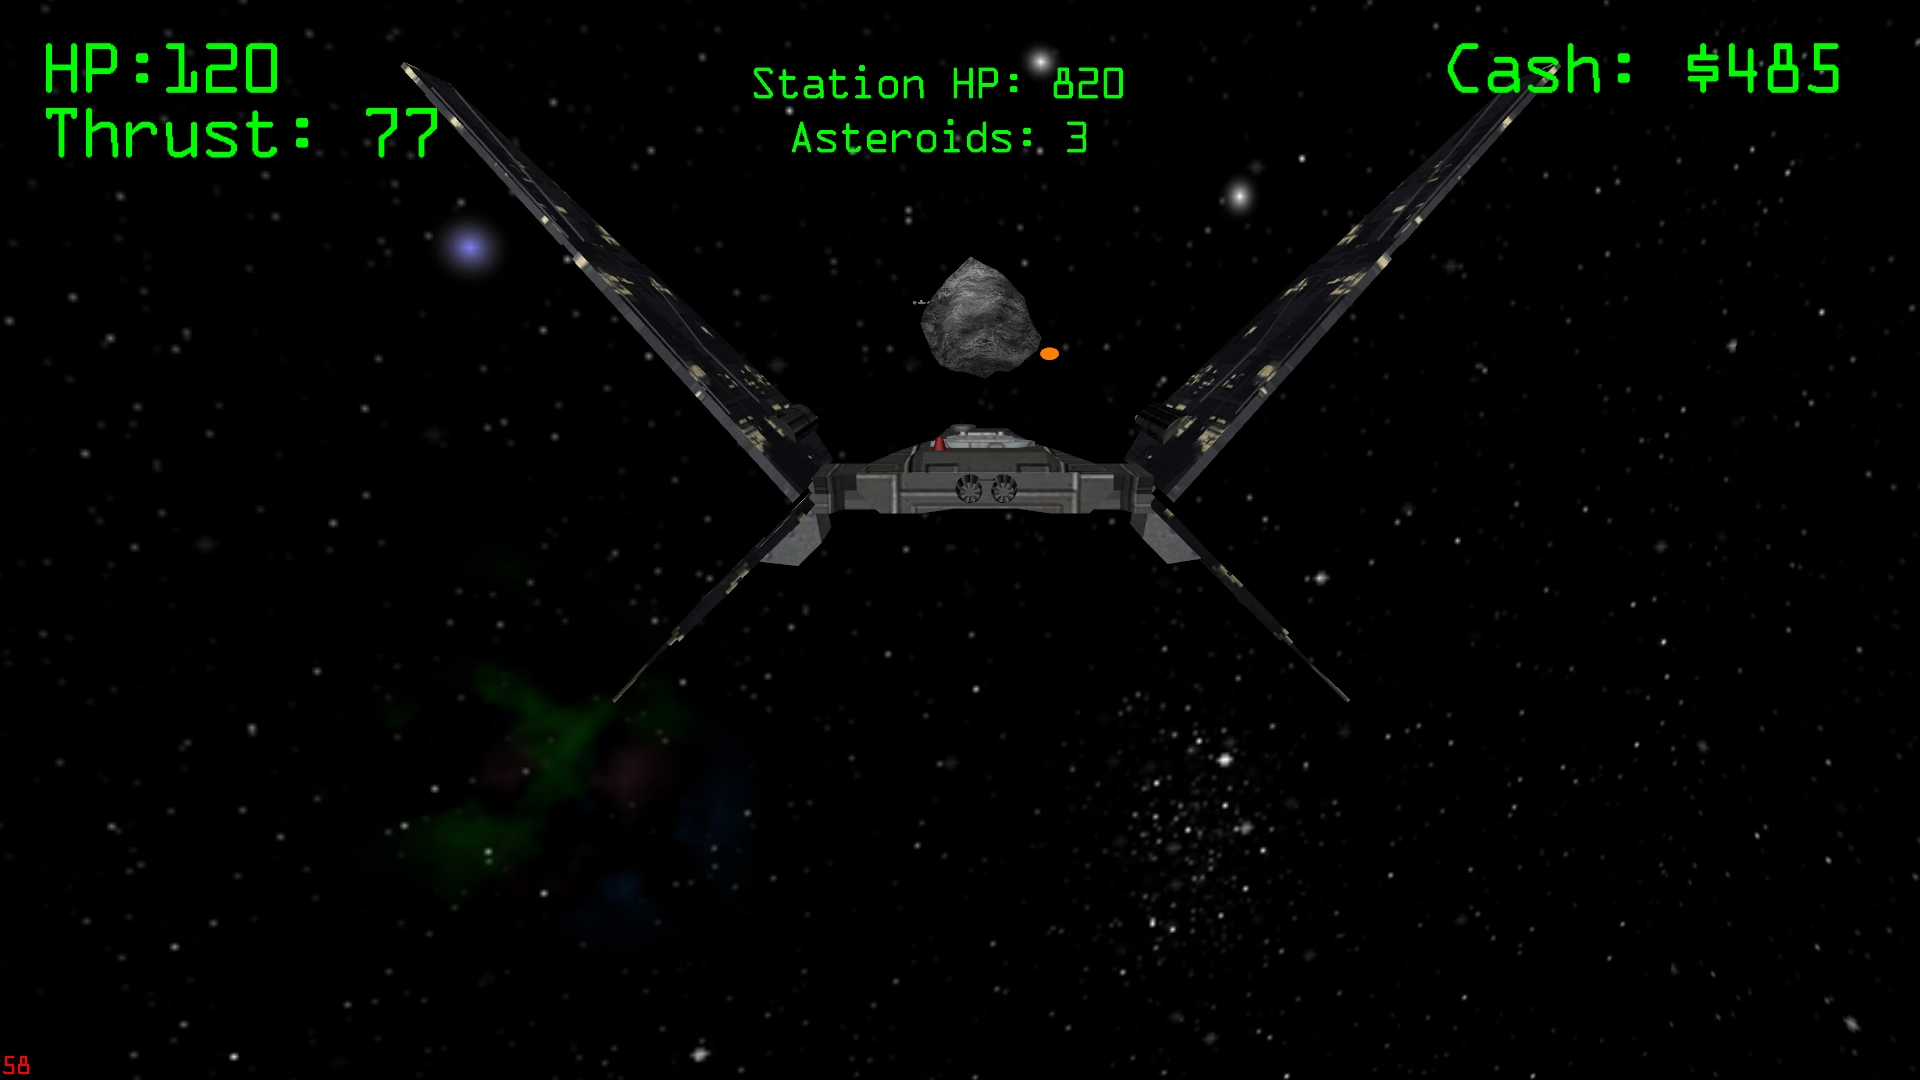 HP:120
Thrust: 77
Station HP: 820
Asteroids: 3
Cash: $485
58